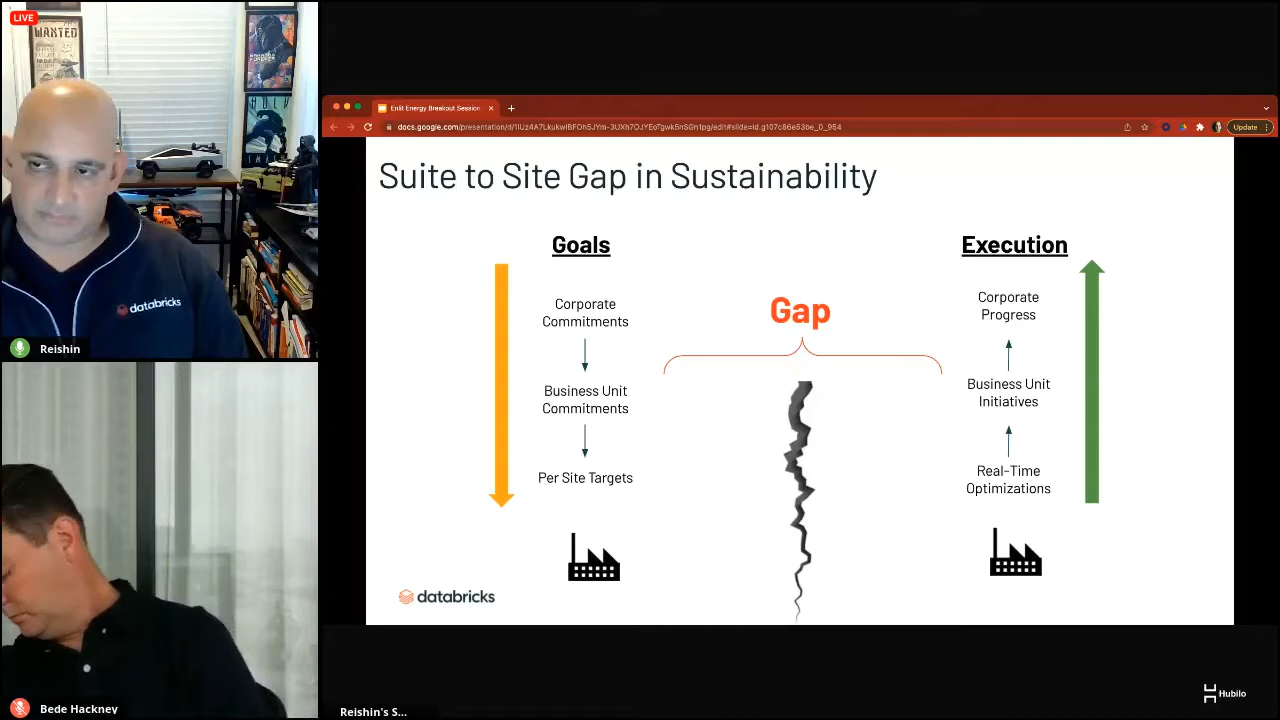 LIVE
WANTED
databricks
Reishin
Bede Hackney
Enlit Energy Breakout Session
Update
Suite to Site Gap in Sustainability
Goals
Corporate
Commitments
Business Unit
Commitments
Per Site Targets
Gap
Execution
Corporate
Progress
Business Unit
Initiatives
Real-Time
Optimizations
databricks
Reishin's S...
Hubilo